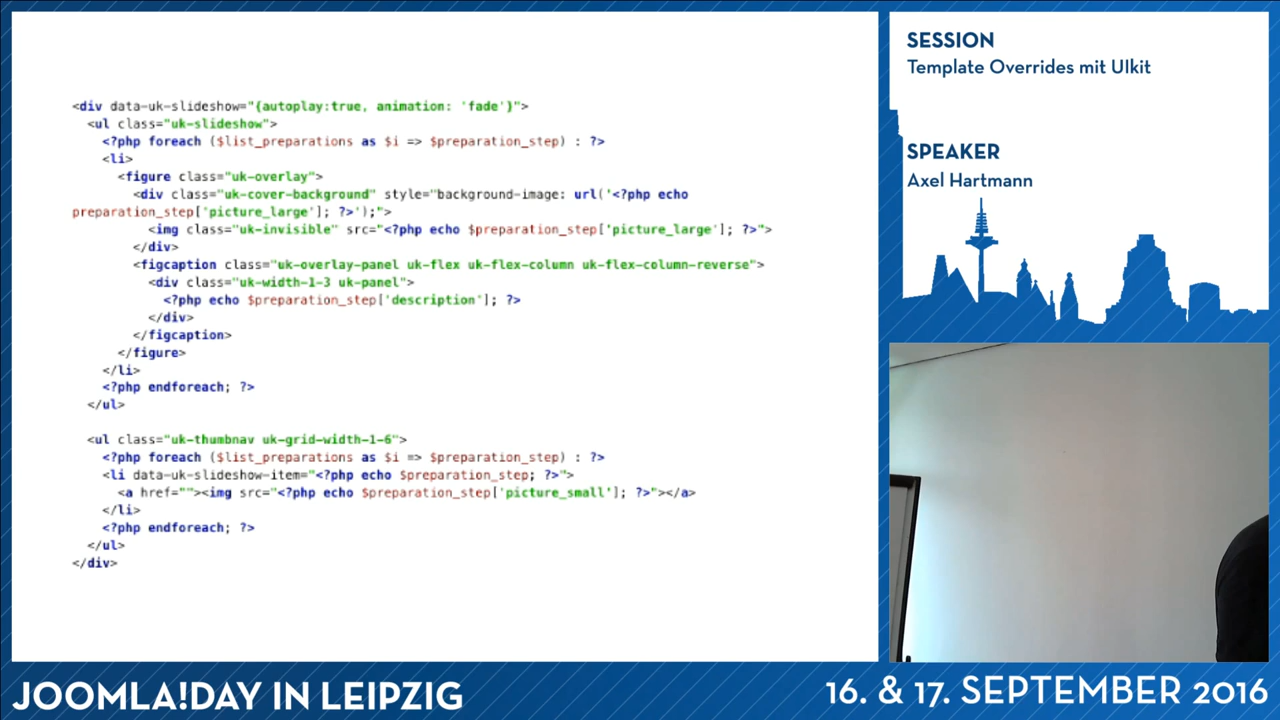 <div data-uk-slideshow="{autoplay:true, animation: 'fade'}">
<ul class="uk-slideshow">
<?php foreach ($list_preparations as $i => $preparation_step) : ?>
<li>
<figure class="uk-overlay">
<div class="uk-cover-background" style="background-image: url('<?php echo
preparation_step['picture_large']; ?>');">
<img class="uk-invisible" src="<?php echo $preparation_step['picture_large']; ?>">
</div>
<figcaption class="uk-overlay-panel uk-flex uk-flex-column uk-flex-column-reverse">
<div class="uk-width-1-3 uk-panel">
<?php echo $preparation_step['description']; ?>
</div>
</figcaption>
</figure>
</li>
<?php endforeach; ?>
</ul>
<ul class="uk-thumbnav uk-grid-width-1-6">
<?php foreach ($list_preparations as $i => $preparation_step) : ?>
<li data-uk-slideshow-item="<?php echo $preparation_step; ?>">
<a href=""><img src="<?php echo $preparation_step['picture_small']; ?>"></a>
</li>
<?php endforeach; ?>
</ul>
</div>
SESSION
Template Overrides mit UIkit
SPEAKER
Axel Hartmann
JOOMLA!DAY IN LEIPZIG
16. & 17. SEPTEMBER 2016